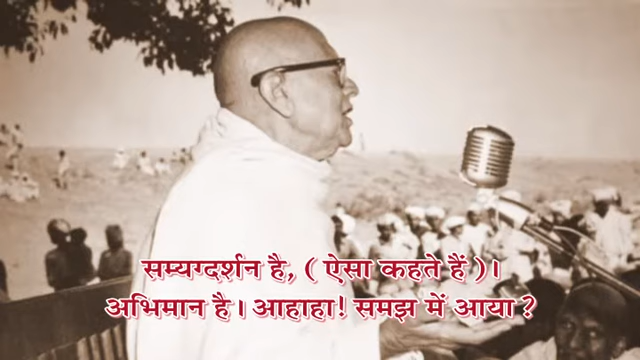 सम्यग्दर्शन है, ( ऐसा कहते हैं )।
अभिमान है। आहाहा! समझ में आया ?